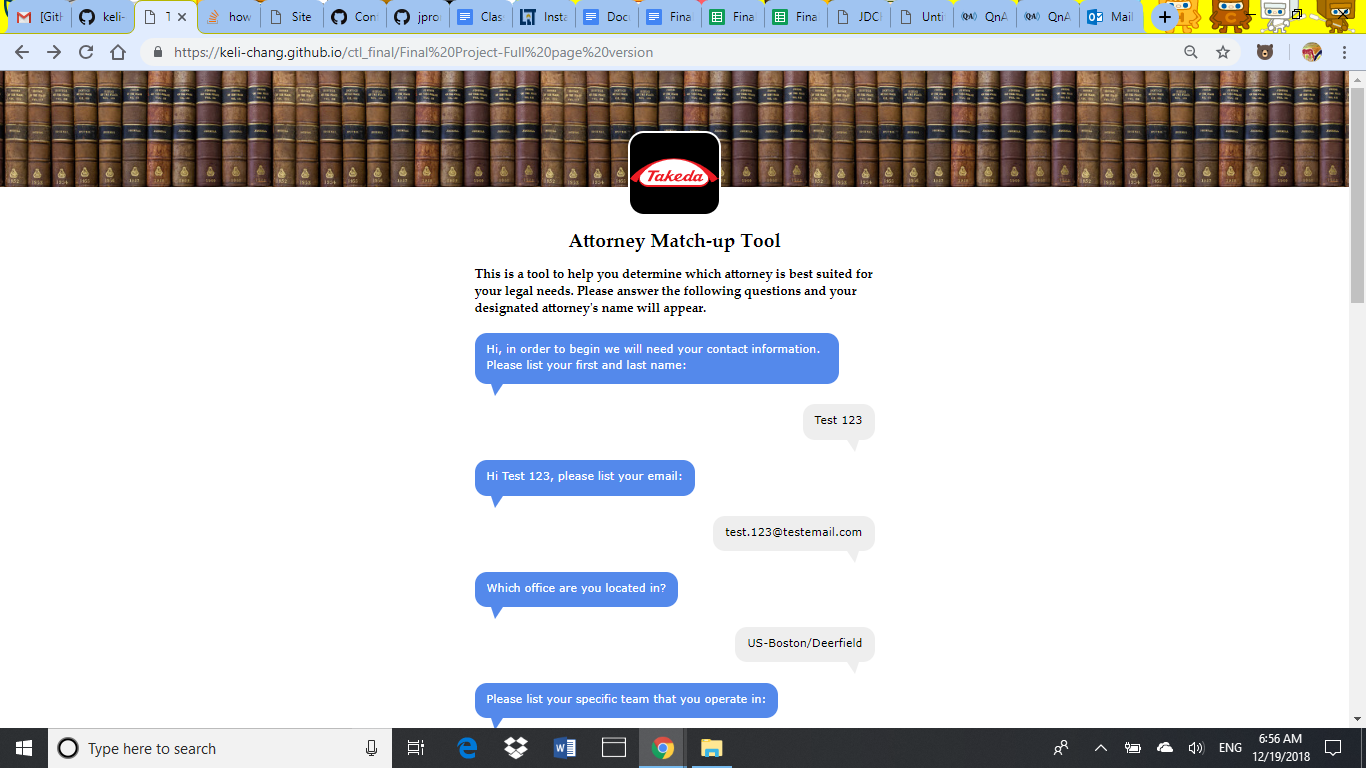 [Gith
keli-
T
how
Site
Con
jpro
Clas
Insta
Doc
Fina
Fina
Fina
JDCI
Unti
QnA
QnA
Mail
https://keli-chang.github.io/ctl_final/Final%20Project-Full%20page%20version
Takeda
Attorney Match-up Tool
This is a tool to help you determine which attorney is best suited for
your legal needs. Please answer the following questions and your
designated attorney's name will appear.
Hi, in order to begin we will need your contact information.
Please list your first and last name:
Test 123
Hi Test 123, please list your email:
test.123@testemail.com
Which office are you located in?
US-Boston/Deerfield
Please list your specific team that you operate in:
Type here to search
ENG
6:56 AM
12/19/2018